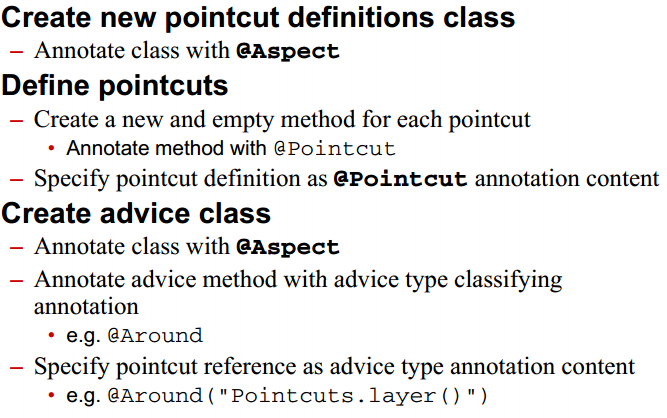 Create new pointcut definitions class
– Annotate class with @Aspect
Define pointcuts
– Create a new and empty method for each pointcut
• Annotate method with @Pointcut
– Specify pointcut definition as @Pointcut annotation content
Create advice class
– Annotate class with @Aspect
– Annotate advice method with advice type classifying
annotation
• e.g. @Around
– Specify pointcut reference as advice type annotation content
• e.g. @Around("Pointcuts.layer()")